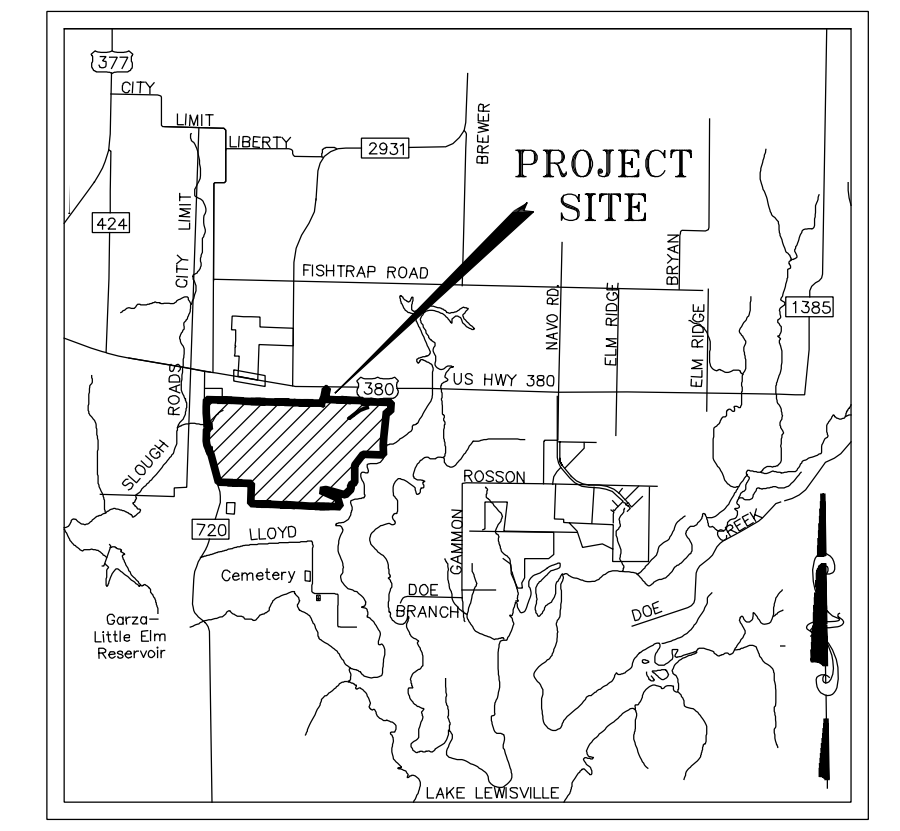 377
CITY
LIMIT
LIBERTY
2931
BREWER
PROJECT
SITE
424
CITY LIMIT
FISHTRAP ROAD
BRYAN
NAVO RD.
ELM RIDGE
ELM RIDGE
1385
ROADS
380
US HWY 380
SLOUGH
ROSSON
720
LLOYD
GAMMON
CREEK
Cemetery
DOE
BRANCH
DOE
Garza-
Little Elm
Reservoir
LAKE LEWISVILLE